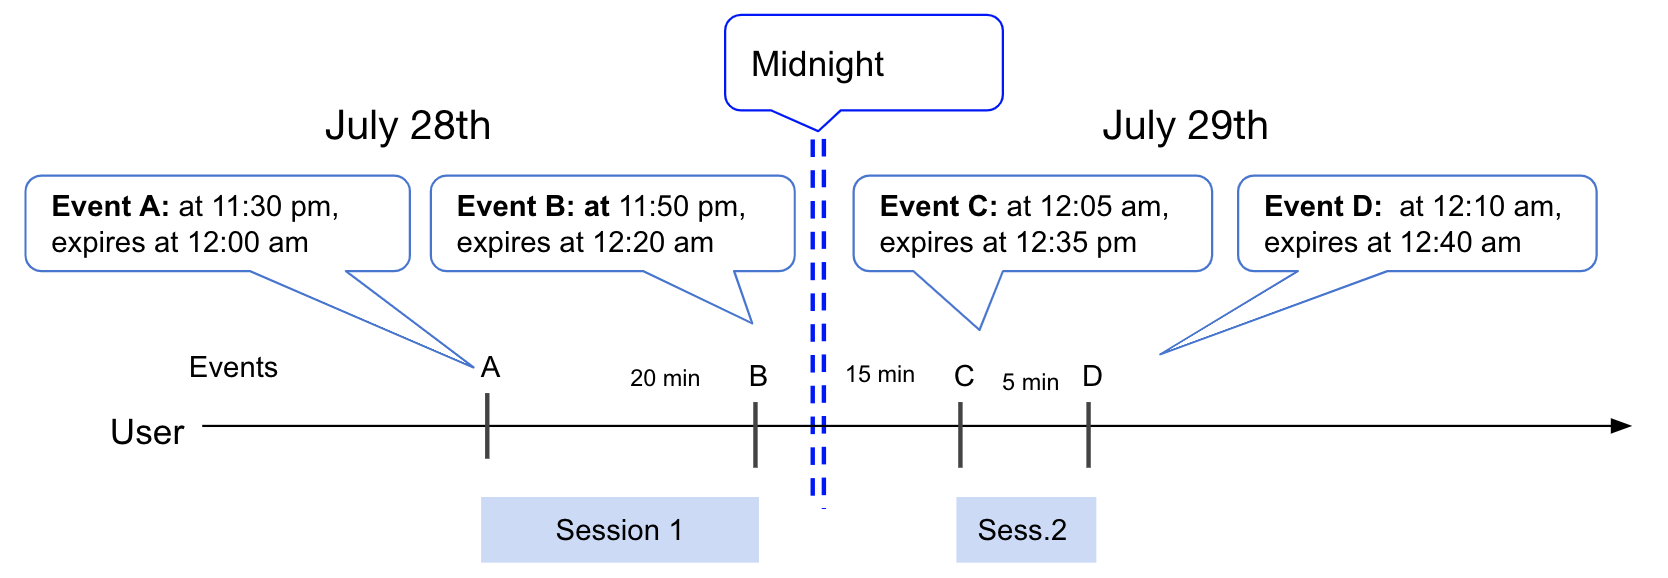 Midnight
July 28th
July 29th
Event A: at 11:30 pm,
expires at 12:00 am
Event B: at 11:50 pm,
expires at 12:20 am
Event C: at 12:05 am,
expires at 12:35 pm
Event D:  at 12:10 am,
expires at 12:40 am
Events
A
20 min
B
15 min
C
5 min
D
User
Session 1
Sess.2